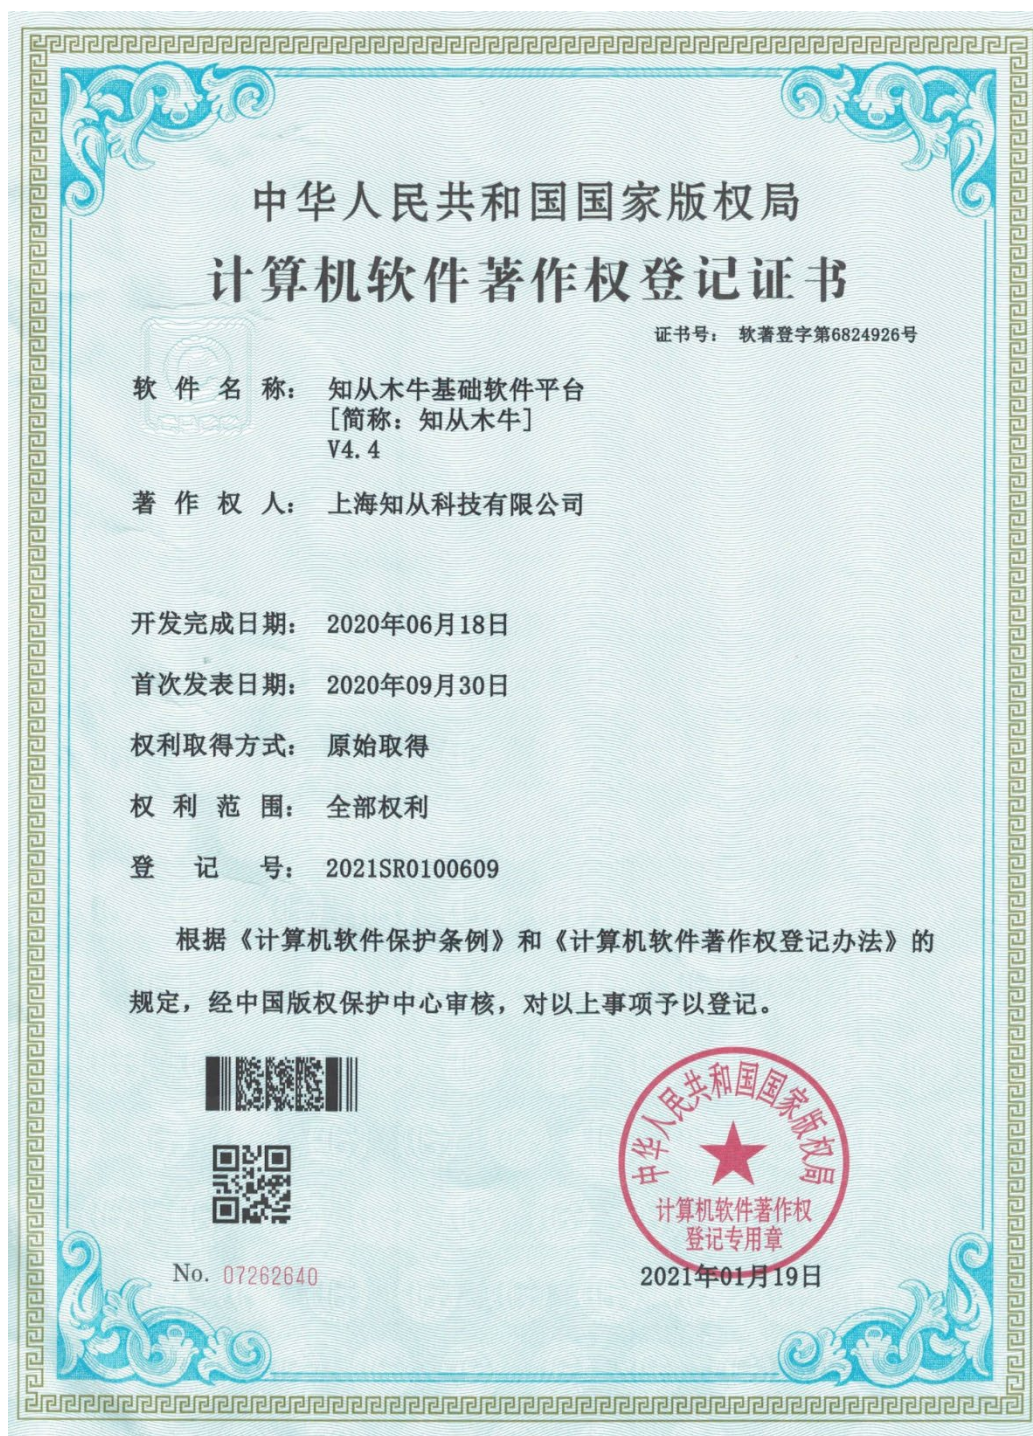 中华人民共和国国家版权局
计算机软件著作权登记证书
证书号： 软著登字第6824926号
软 件 名 称： 知从木牛基础软件平台
[简称：知从木牛]
V4.4
著 作 权 人： 上海知从科技有限公司
开发完成日期： 2020年06月18日
首次发表日期： 2020年09月30日
权利取得方式： 原始取得
权 利 范 围： 全部权利
登 记 号： 2021SR0100609
根据《计算机软件保护条例》和《计算机软件著作权登记办法》的
规定，经中国版权保护中心审核，对以上事项予以登记。
中华人民共和国国家版权局
计算机软件著作权
登记专用章
No. 07262640
2021年01月19日